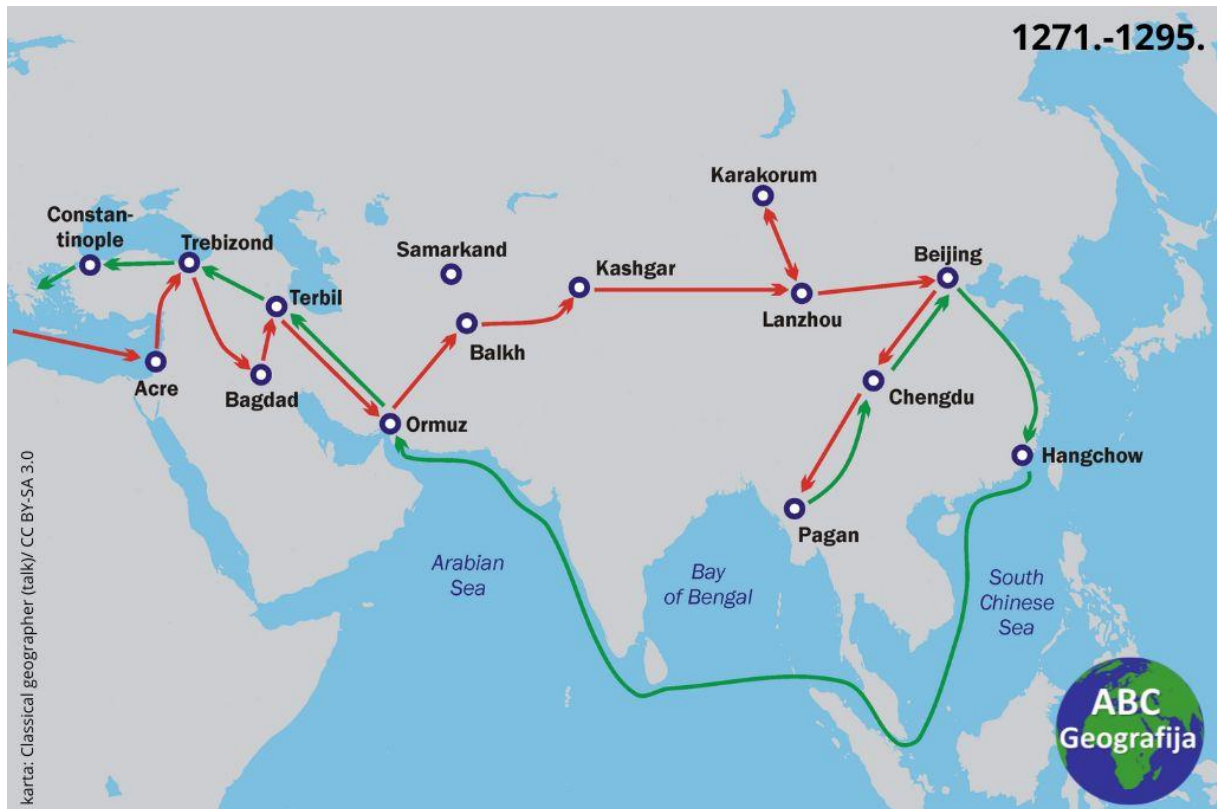 1271.-1295.
Karakorum
Constan-
tinople
Trebizond
Samarkand
Beijing
Kashgar
Terbil
Lanzhou
Balkh
Acre
Bagdad
Chengdu
Ormuz
Hangchow
Pagan
Arabian
Sea
Bay
of Bengal
South
Chinese
Sea
ABC
Geografija
karta: Classical geographer (talk)/ CC BY-SA 3.0